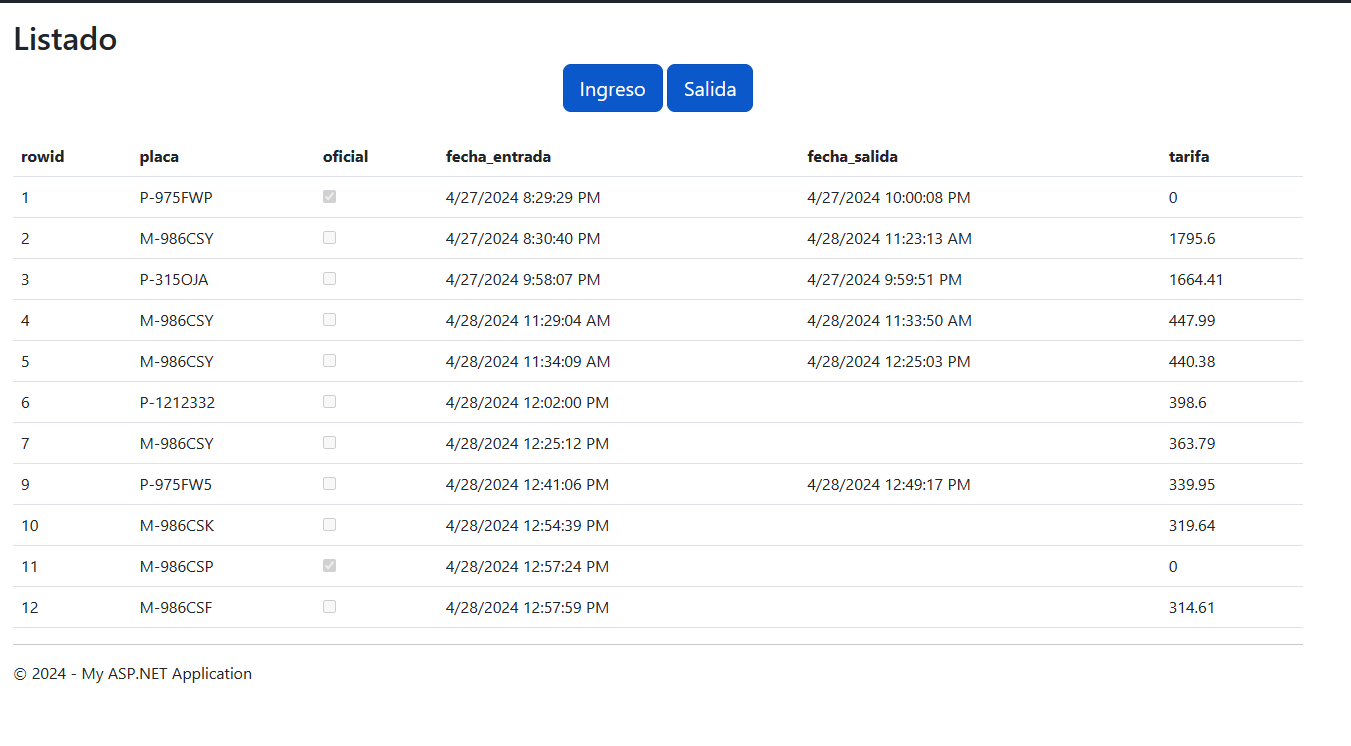 Listado
Ingreso Salida
rowid placa oficial fecha_entrada fecha_salida tarifa
1 P-975FWP 4/27/2024 8:29:29 PM 4/27/2024 10:00:08 PM 0
2 M-986CSY 4/27/2024 8:30:40 PM 4/28/2024 11:23:13 AM 1795.6
3 P-315OJA 4/27/2024 9:58:07 PM 4/27/2024 9:59:51 PM 1664.41
4 M-986CSY 4/28/2024 11:29:04 AM 4/28/2024 11:33:50 AM 447.99
5 M-986CSY 4/28/2024 11:34:09 AM 4/28/2024 12:25:03 PM 440.38
6 P-1212332 4/28/2024 12:02:00 PM 398.6
7 M-986CSY 4/28/2024 12:25:12 PM 363.79
9 P-975FW5 4/28/2024 12:41:06 PM 4/28/2024 12:49:17 PM 339.95
10 M-986CSK 4/28/2024 12:54:39 PM 319.64
11 M-986CSP 4/28/2024 12:57:24 PM 0
12 M-986CSF 4/28/2024 12:57:59 PM 314.61
© 2024 - My ASP.NET Application